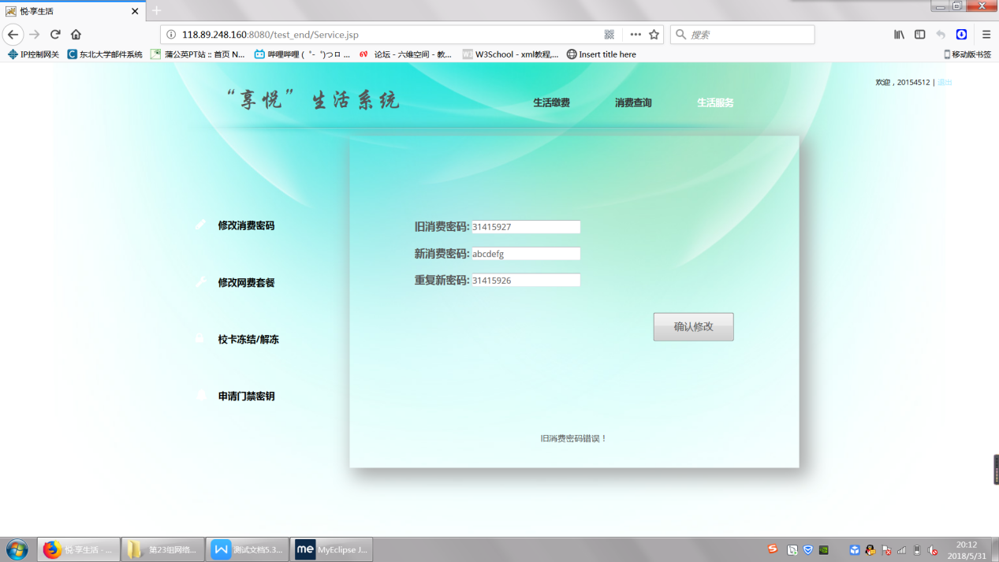 悦·享生活
118.89.248.160:8080/test_end/Service.jsp
搜索
IP控制网关 东北大学邮件系统 蒲公英PT站 :: 首页 N... 哔哩哔哩 ( ゜- ゜)つロ ... 6V 论坛 - 六维空间 - 教... W3 W3School - xml教程,... Insert title here 移动版书签
欢迎，20154512 | 退出
“享悦”生活系统
生活缴费 消费查询 生活服务
修改消费密码
修改网费套餐
校卡冻结/解冻
申请门禁密钥
旧消费密码: 31415927
新消费密码: abcdefg
重复新密码: 31415926
确认修改
旧消费密码错误！
悦·享生活 - ... 第23组网络... 测试文档5.3... me MyEclipse J...
20:12
2018/5/31